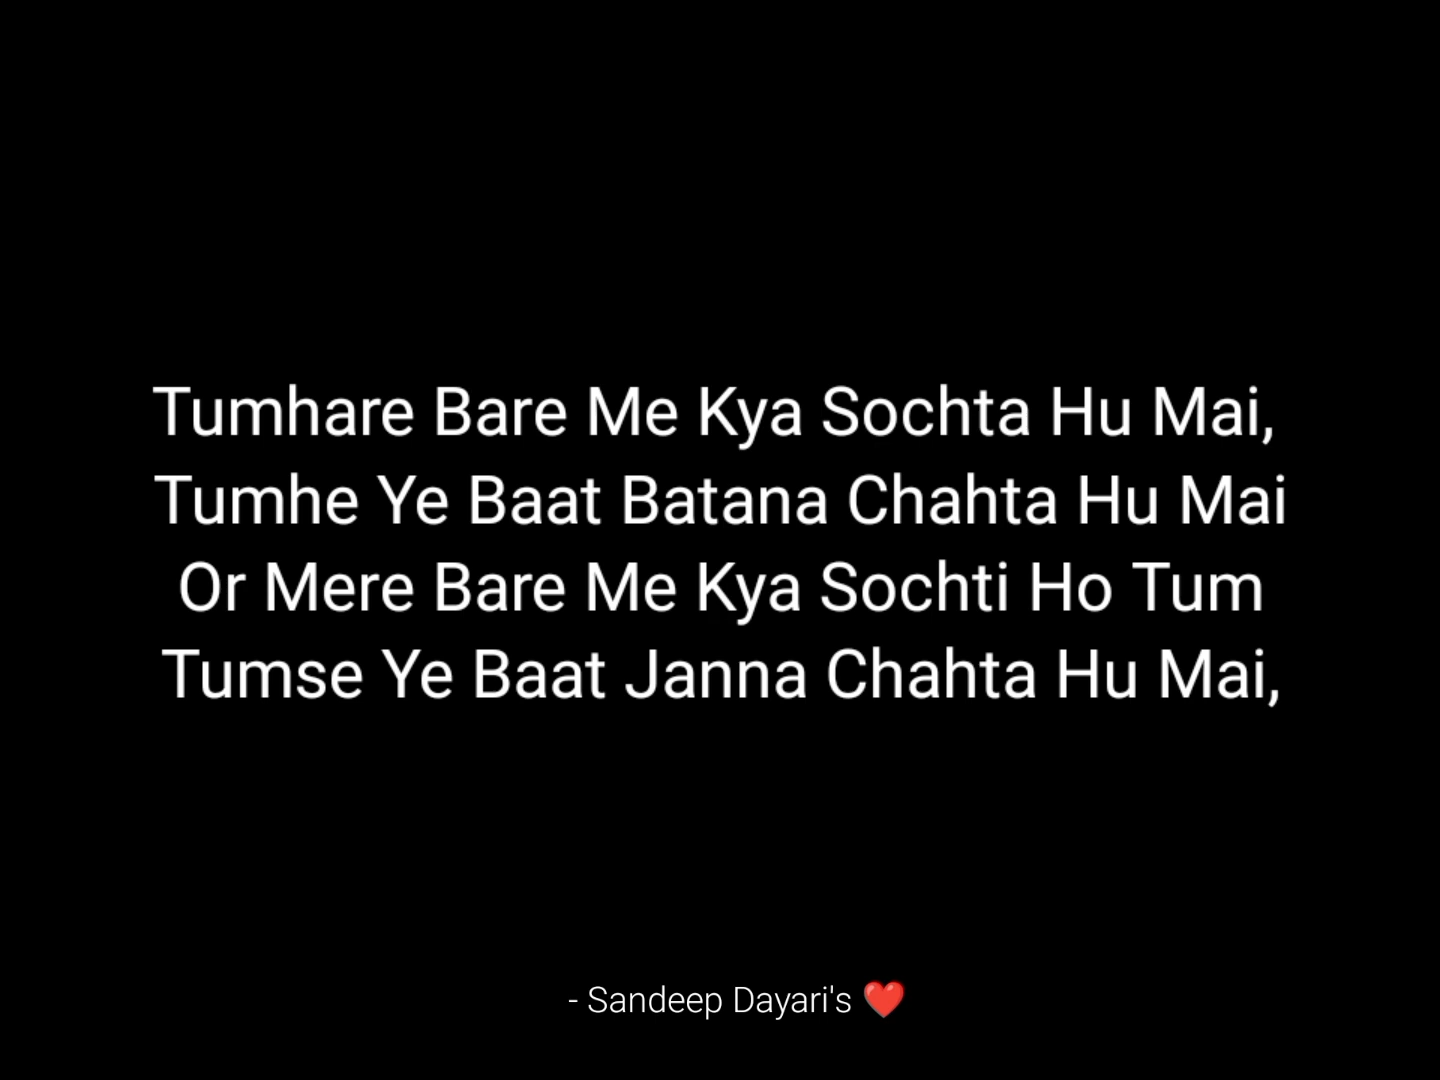 Tumhare Bare Me Kya Sochta Hu Mai,
Tumhe Ye Baat Batana Chahta Hu Mai
Or Mere Bare Me Kya Sochti Ho Tum
Tumse Ye Baat Janna Chahta Hu Mai,
- Sandeep Dayari's ❤️